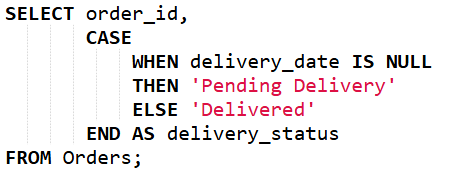 SELECT order_id,
       CASE
           WHEN delivery_date IS NULL
           THEN 'Pending Delivery'
           ELSE 'Delivered'
       END AS delivery_status
FROM Orders;